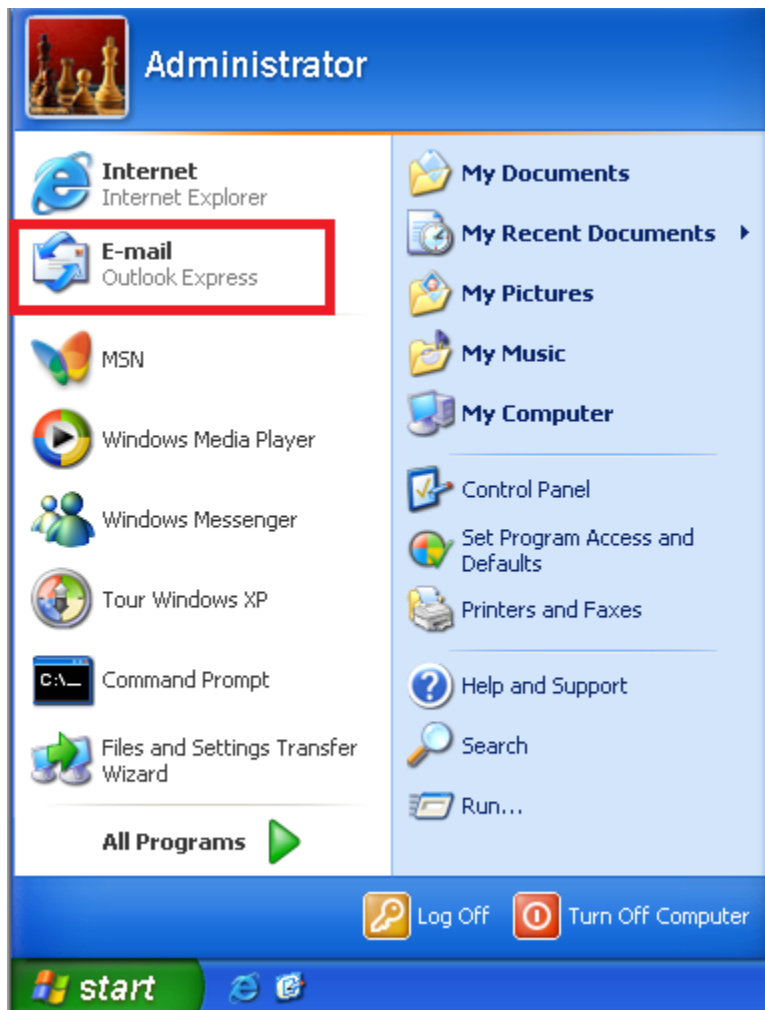 Administrator
Internet
Internet Explorer
E-mail
Outlook Express
MSN
Windows Media Player
Windows Messenger
Tour Windows XP
C:\_
Command Prompt
Files and Settings Transfer
Wizard
All Programs
My Documents
My Recent Documents
My Pictures
My Music
My Computer
Control Panel
Set Program Access and
Defaults
Printers and Faxes
Help and Support
Search
Run...
Log Off
Turn Off Computer
start